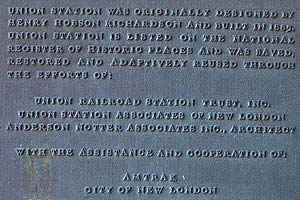 UNION STATION WAS ORIGINALLY DESIGNED BY
HENRY HOBSON RICHARDSON AND BUILT IN 1885.
UNION STATION IS LISTED ON THE NATIONAL
REGISTER OF HISTORIC PLACES AND WAS SAVED,
RESTORED AND ADAPTIVELY REUSED THROUGH
THE EFFORTS OF:
UNION RAILROAD STATION TRUST, INC.
UNION STATION ASSOCIATES OF NEW LONDON
ANDERSON NOTTER ASSOCIATES INC., ARCHITECT
WITH THE ASSISTANCE AND COOPERATION OF:
AMTRAK
CITY OF NEW LONDON